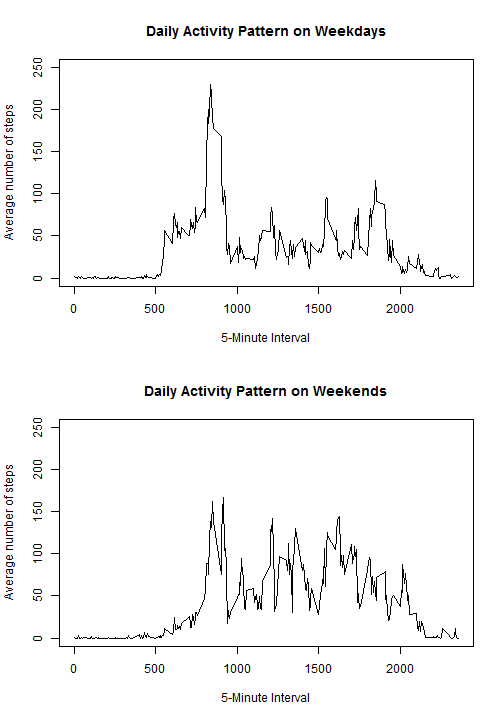 Daily Activity Pattern on Weekdays
Average number of steps
250
200
150
100
50
0
0 500 1000 1500 2000
5-Minute Interval
Daily Activity Pattern on Weekends
Average number of steps
250
200
150
100
50
0
0 500 1000 1500 2000
5-Minute Interval